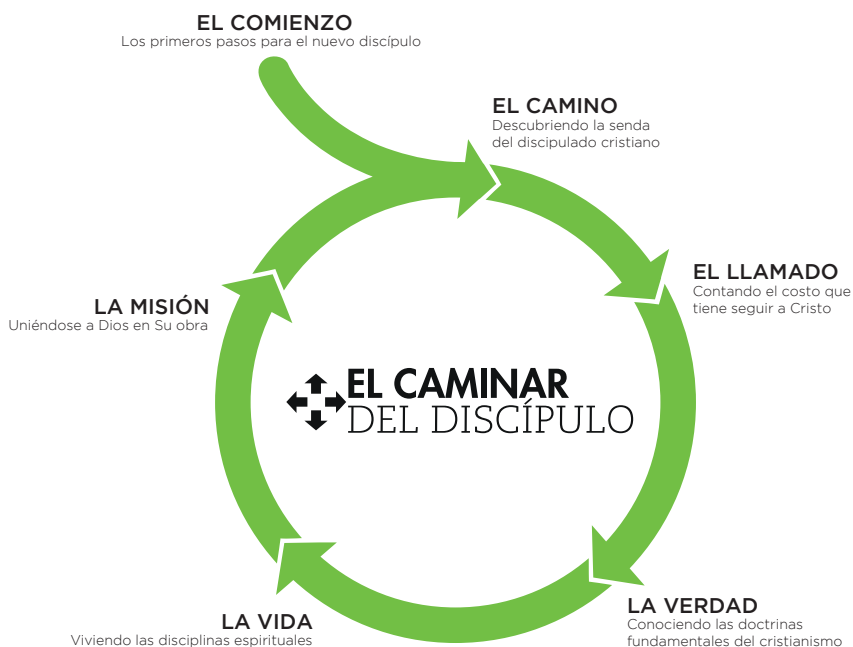 EL COMIENZO
Los primeros pasos para el nuevo discípulo
EL CAMINO
Descubriendo la senda
del discipulado cristiano
EL LLAMADO
Contando el costo que
tiene seguir a Cristo
LA MISIÓN
Uniéndose a Dios en Su obra
EL CAMINAR
DEL DISCÍPULO
LA VERDAD
Conociendo las doctrinas
fundamentales del cristianismo
LA VIDA
Viviendo las disciplinas espirituales